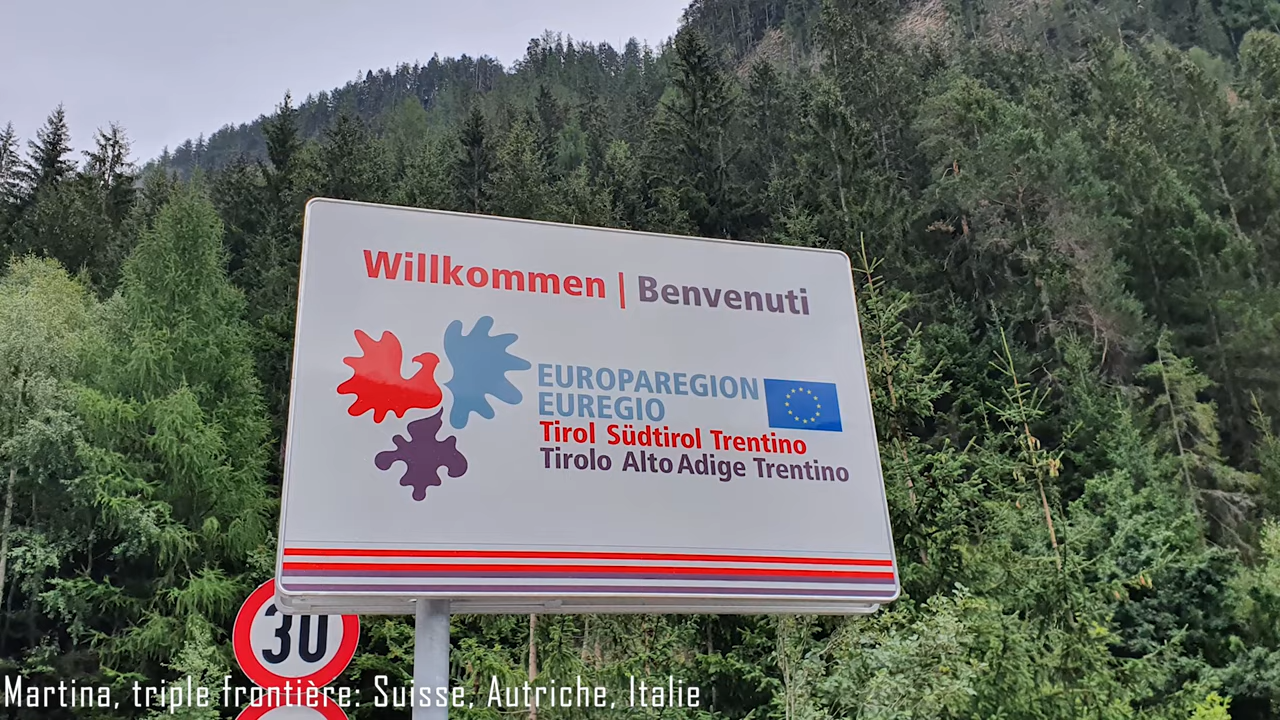 Willkommen | Benvenuti
EUROPAREGION
EUREGIO
Tirol Südtirol Trentino
Tirolo Alto Adige Trentino
30
Martina, triple frontière: Suisse, Autriche, Italie